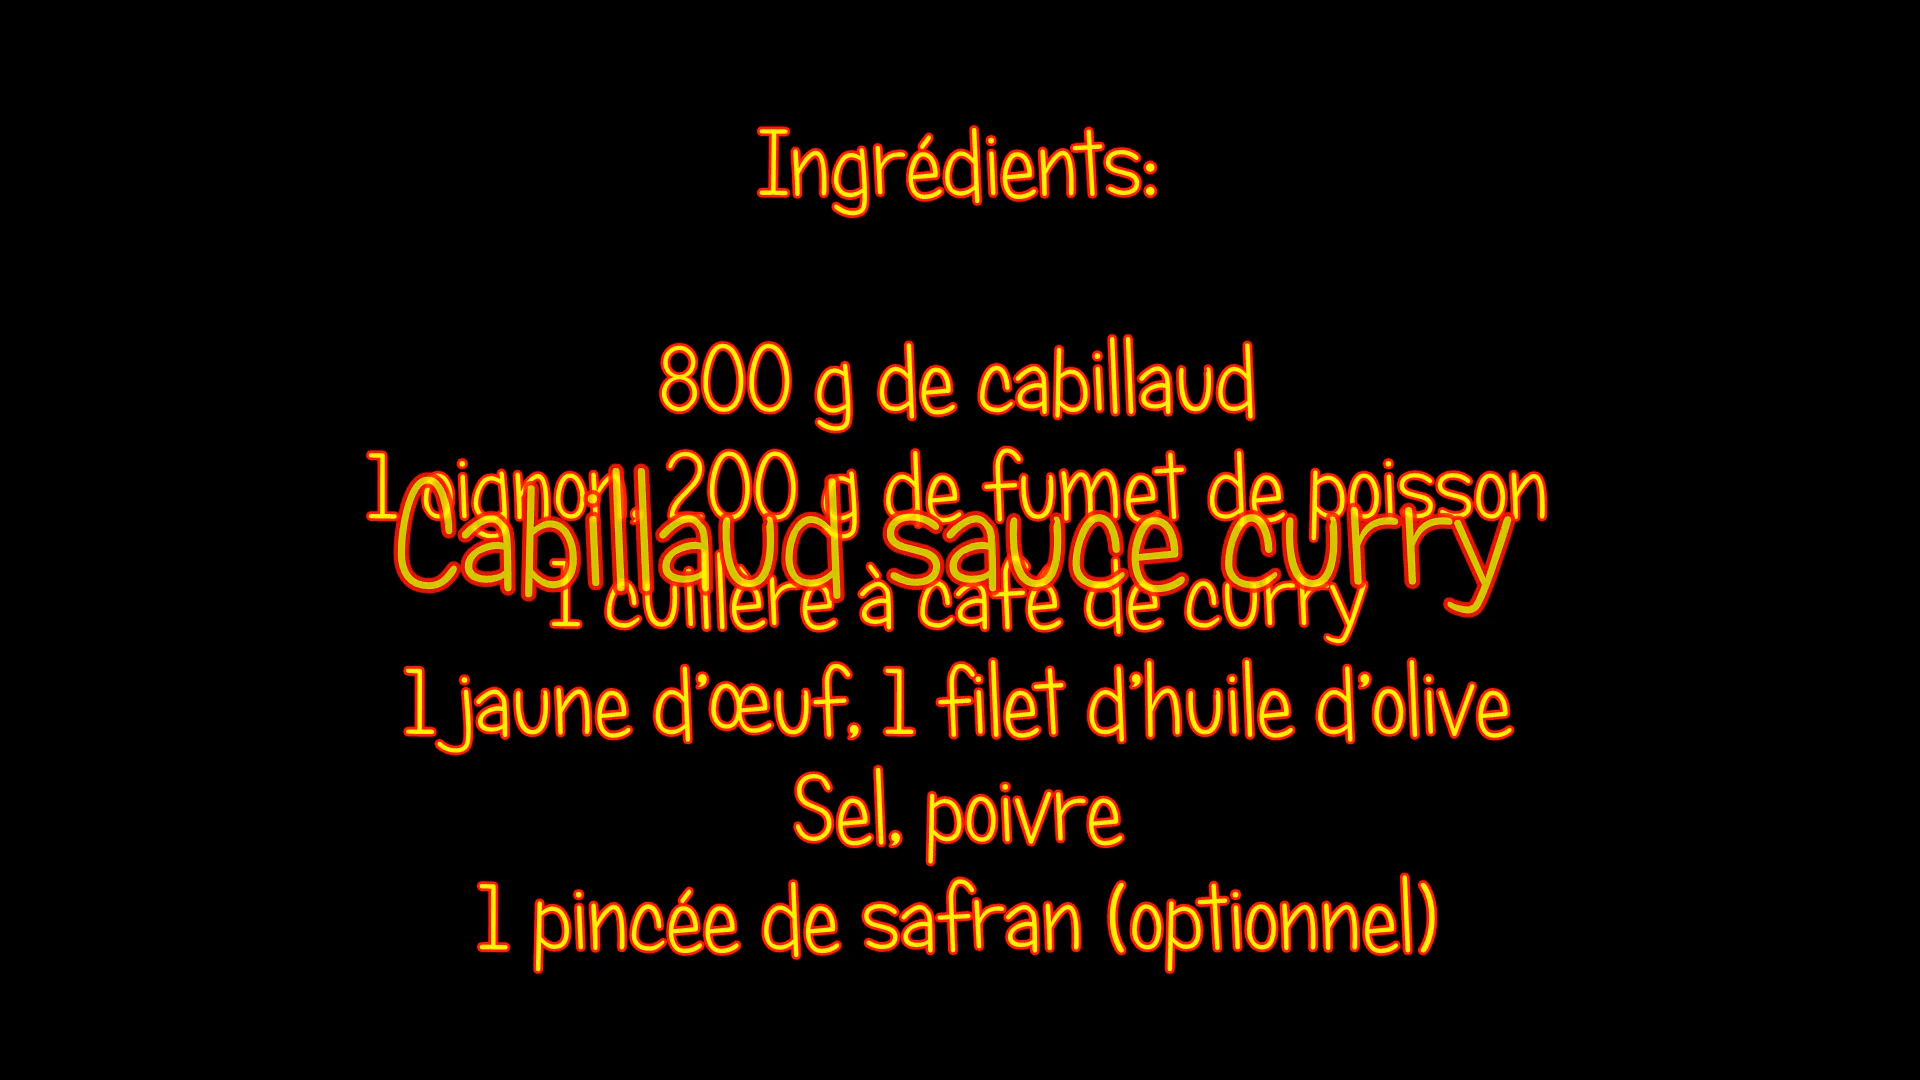 Ingrédients:
800 g de cabillaud
1 oignon, 200 g de fumet de poisson
Cabillaud sauce curry
1 cuillère à café de curry
1 jaune d'œuf, 1 filet d'huile d'olive
Sel, poivre
1 pincée de safran (optionnel)